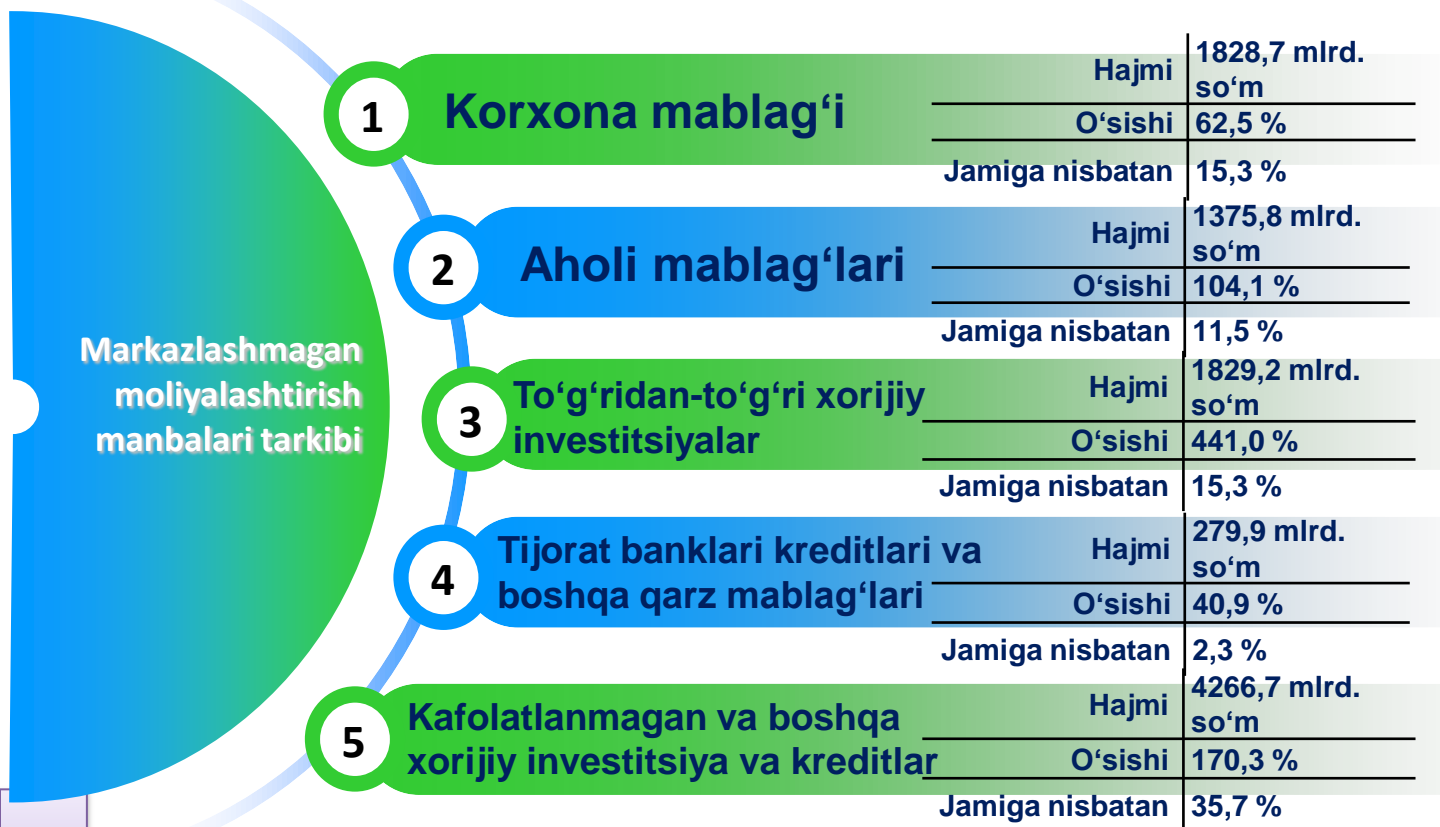 Markazlashmagan
moliyalashtirish
manbalari tarkibi
1
Korxona mablag‘i
Hajmi
1828,7 mlrd.
so‘m
O‘sishi
62,5 %
Jamiga nisbatan
15,3 %
2
Aholi mablag‘lari
Hajmi
1375,8 mlrd.
so‘m
O‘sishi
104,1 %
Jamiga nisbatan
11,5 %
3
To‘g‘ridan-to‘g‘ri xorijiy
investitsiyalar
Hajmi
1829,2 mlrd.
so‘m
O‘sishi
441,0 %
Jamiga nisbatan
15,3 %
4
Tijorat banklari kreditlari va
boshqa qarz mablag‘lari
Hajmi
279,9 mlrd.
so‘m
O‘sishi
40,9 %
Jamiga nisbatan
2,3 %
5
Kafolatlanmagan va boshqa
xorijiy investitsiya va kreditlar
Hajmi
4266,7 mlrd.
so‘m
O‘sishi
170,3 %
Jamiga nisbatan
35,7 %